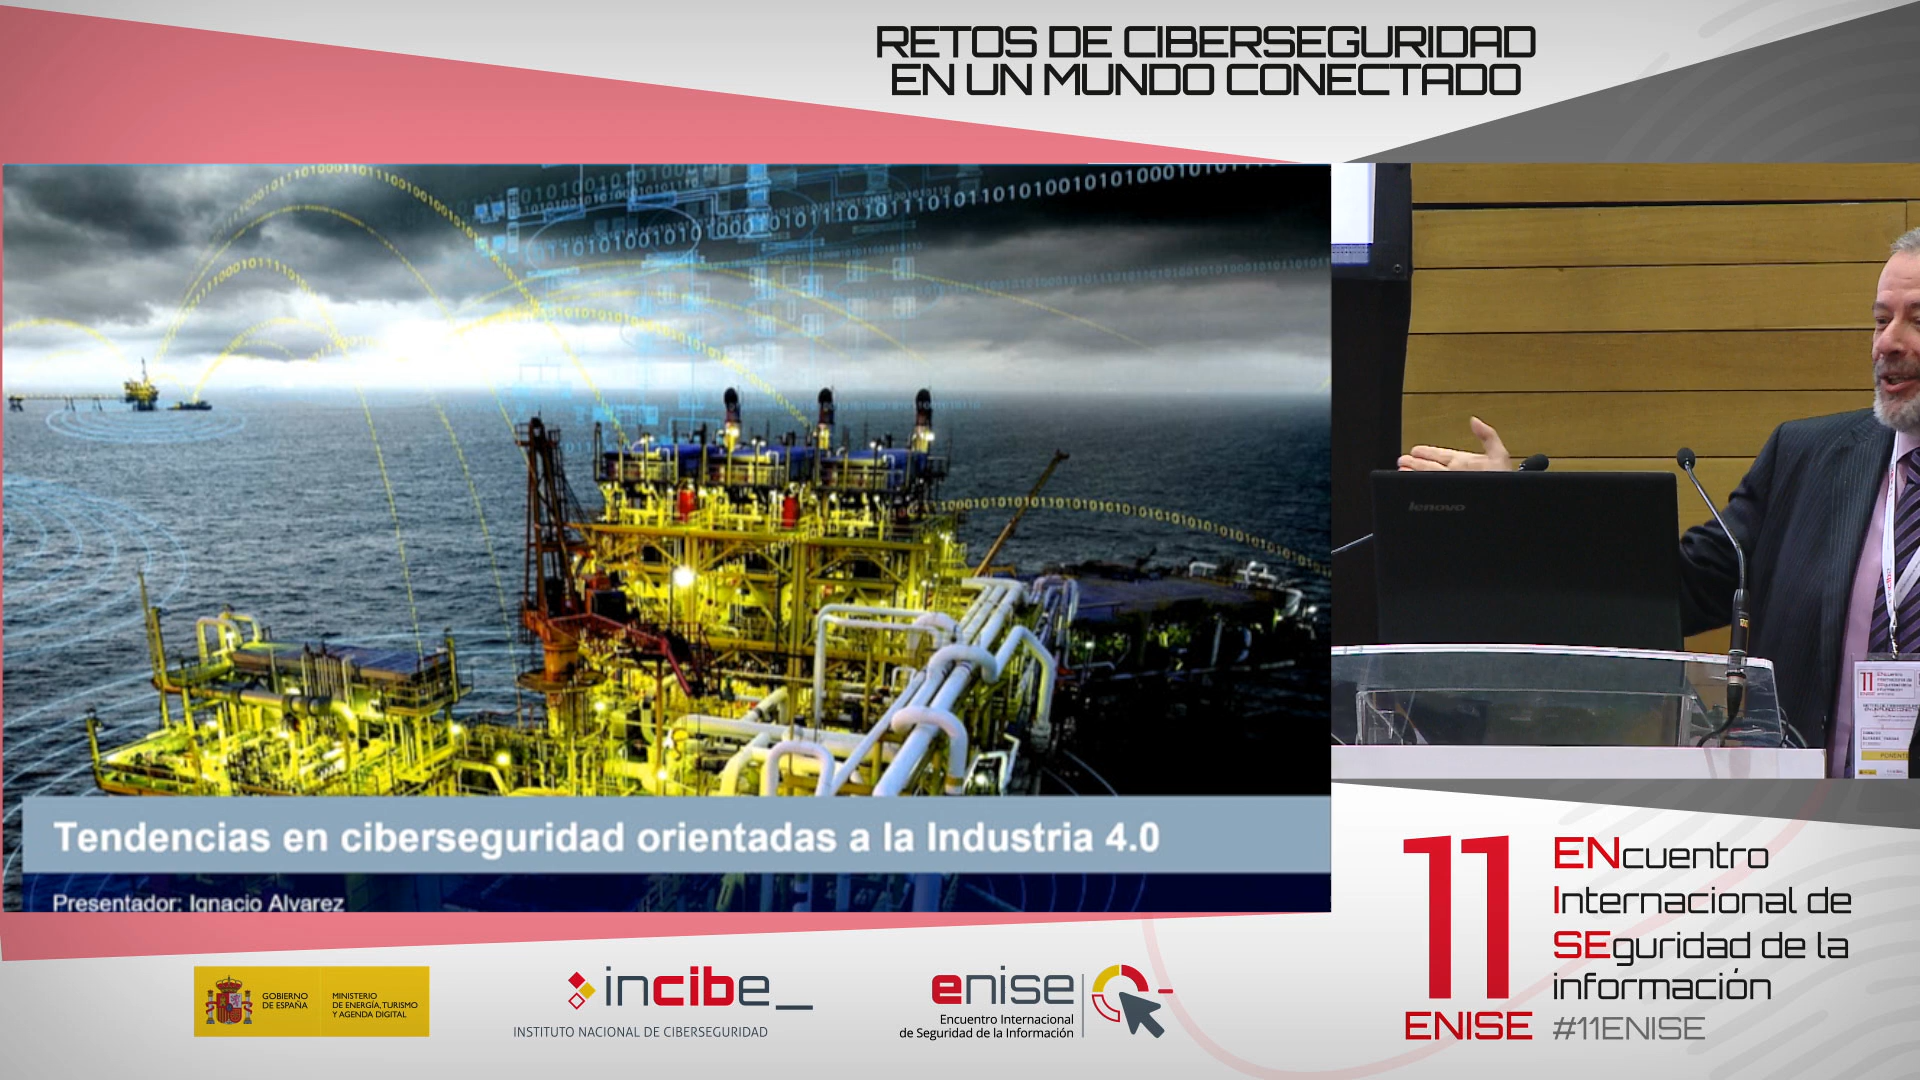 RETOS DE CIBERSEGURIDAD
EN UN MUNDO CONECTADO
lenovo
Tendencias en ciberseguridad orientadas a la Industria 4.0
Presentador: Ignacio Alvarez
11
ENISE
ENcuentro
Internacional de
SEguridad de la
información
#11ENISE
GOBIERNO
DE ESPAÑA
MINISTERIO
DE ENERGÍA, TURISMO
Y AGENDA DIGITAL
incibe_
INSTITUTO NACIONAL DE CIBERSEGURIDAD
enise
Encuentro Internacional
de Seguridad de la Información